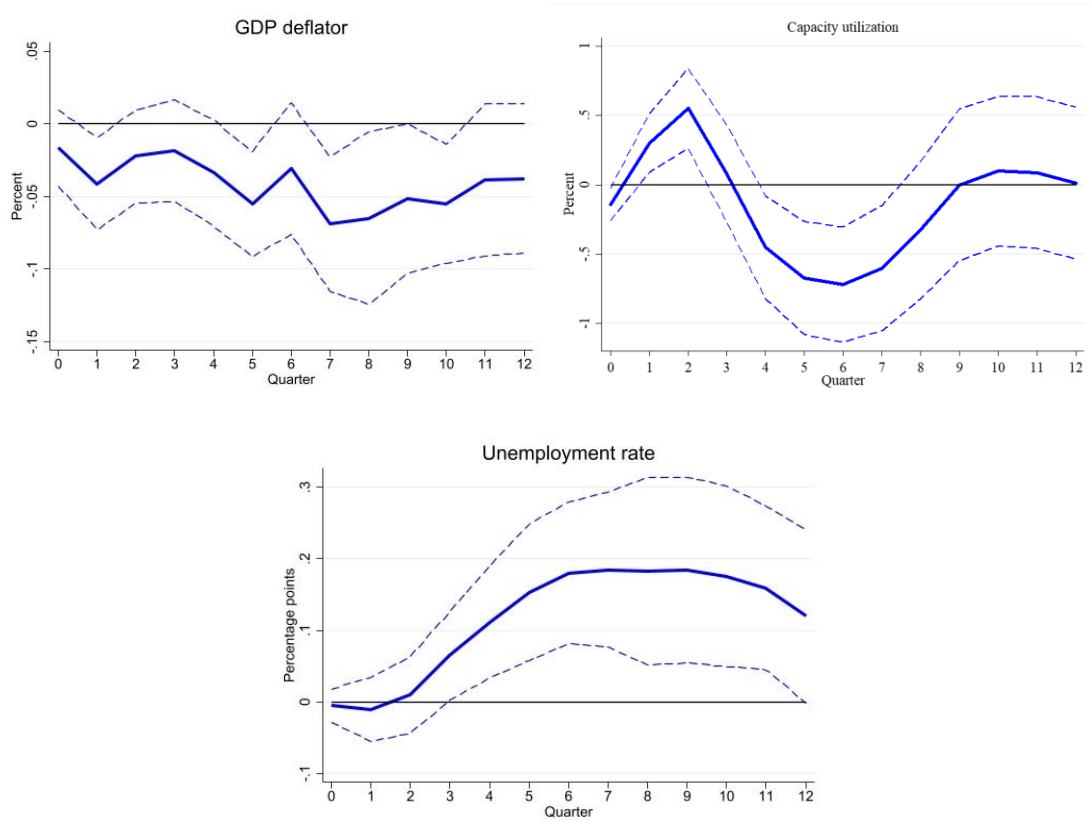 GDP deflator
.05
0
-.05
-.1
-.15
Percent
0 1 2 3 4 5 6 7 8 9 10 11 12
Quarter
Capacity utilization
1
.5
0
-.5
-1
Percent
0 1 2 3 4 5 6 7 8 9 10 11 12
Quarter
Unemployment rate
.3
.2
.1
0
-.1
Percentage points
0 1 2 3 4 5 6 7 8 9 10 11 12
Quarter